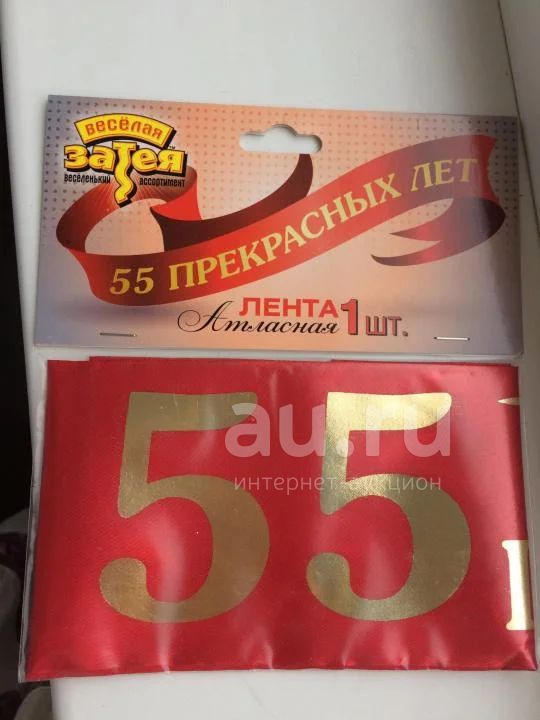 весёлая
затея
весёленький ассортимент
55 ПРЕКРАСНЫХ ЛЕТ
ЛЕНТА
Атласная 1 шт.
55
au.ru
интернет-аукцион